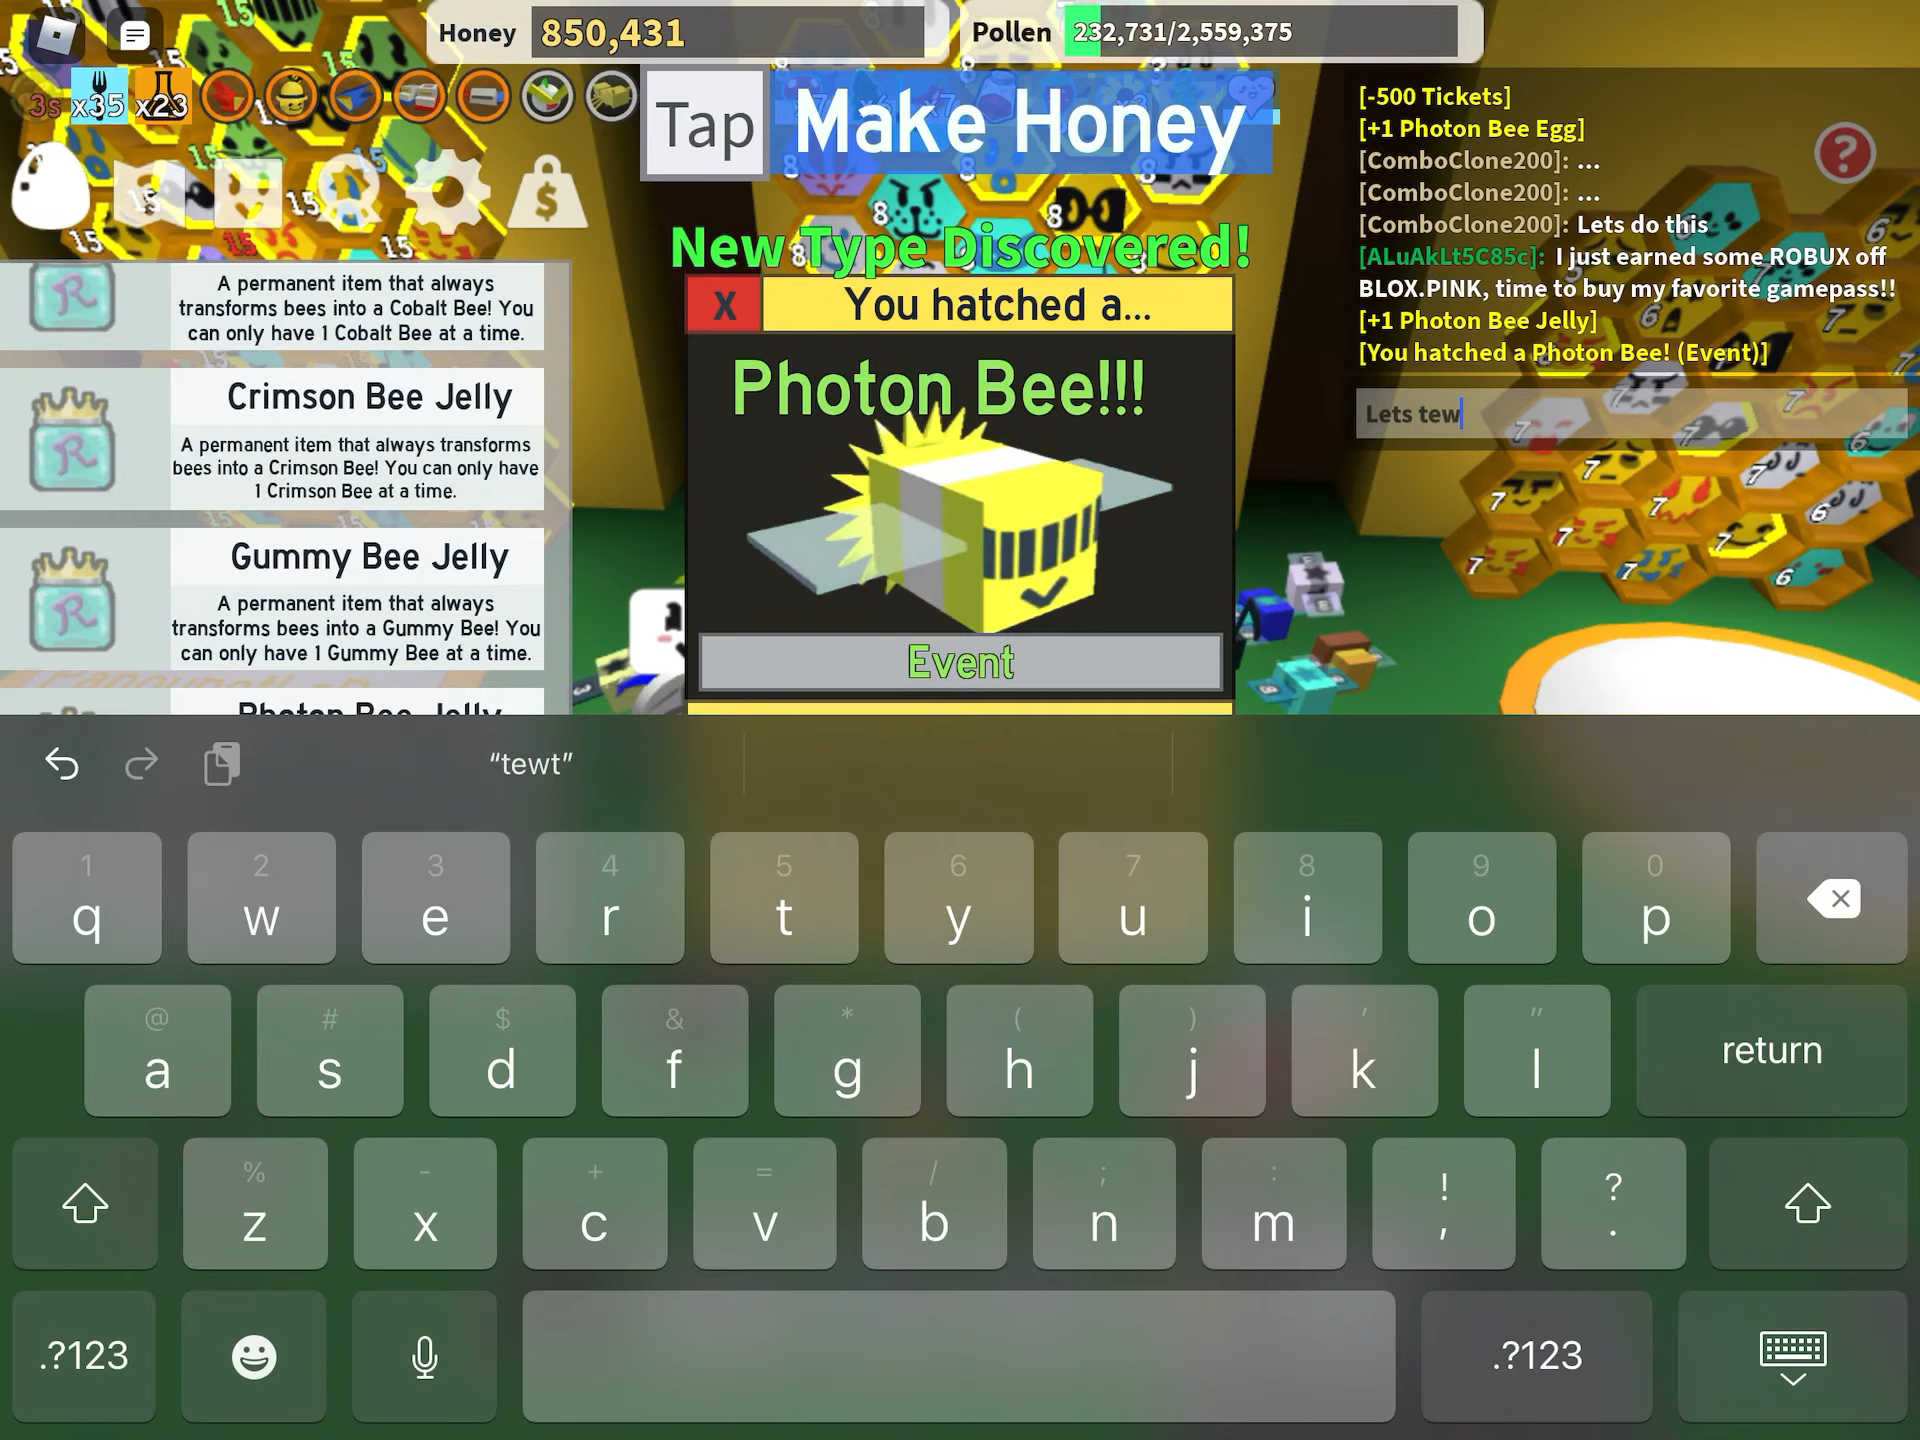 Honey 850,431
Pollen 232,731/2,559,375
3s x35 x23
Tap Make Honey
New Type Discovered!
X You hatched a...
Photon Bee!!!
Event
A permanent item that always
transforms bees into a Cobalt Bee! You
can only have 1 Cobalt Bee at a time.
Crimson Bee Jelly
A permanent item that always transforms
bees into a Crimson Bee! You can only have
1 Crimson Bee at a time.
Gummy Bee Jelly
A permanent item that always
transforms bees into a Gummy Bee! You
can only have 1 Gummy Bee at a time.
Photon Bee Jelly
[-500 Tickets]
[+1 Photon Bee Egg]
[ComboClone200]: ...
[ComboClone200]: ...
[ComboClone200]: Lets do this
[ALuAkLt5C85c]: I just earned some ROBUX off
BLOX.PINK, time to buy my favorite gamepass!!
[+1 Photon Bee Jelly]
[You hatched a Photon Bee! (Event)]
Lets tew
“tewt”
1 2 3 4 5 6 7 8 9 0
q w e r t y u i o p
@ # $ & * ( ) ' "
a s d f g h j k l return
% - + = / ; : ! ?
z x c v b n m , .
.?123 .?123